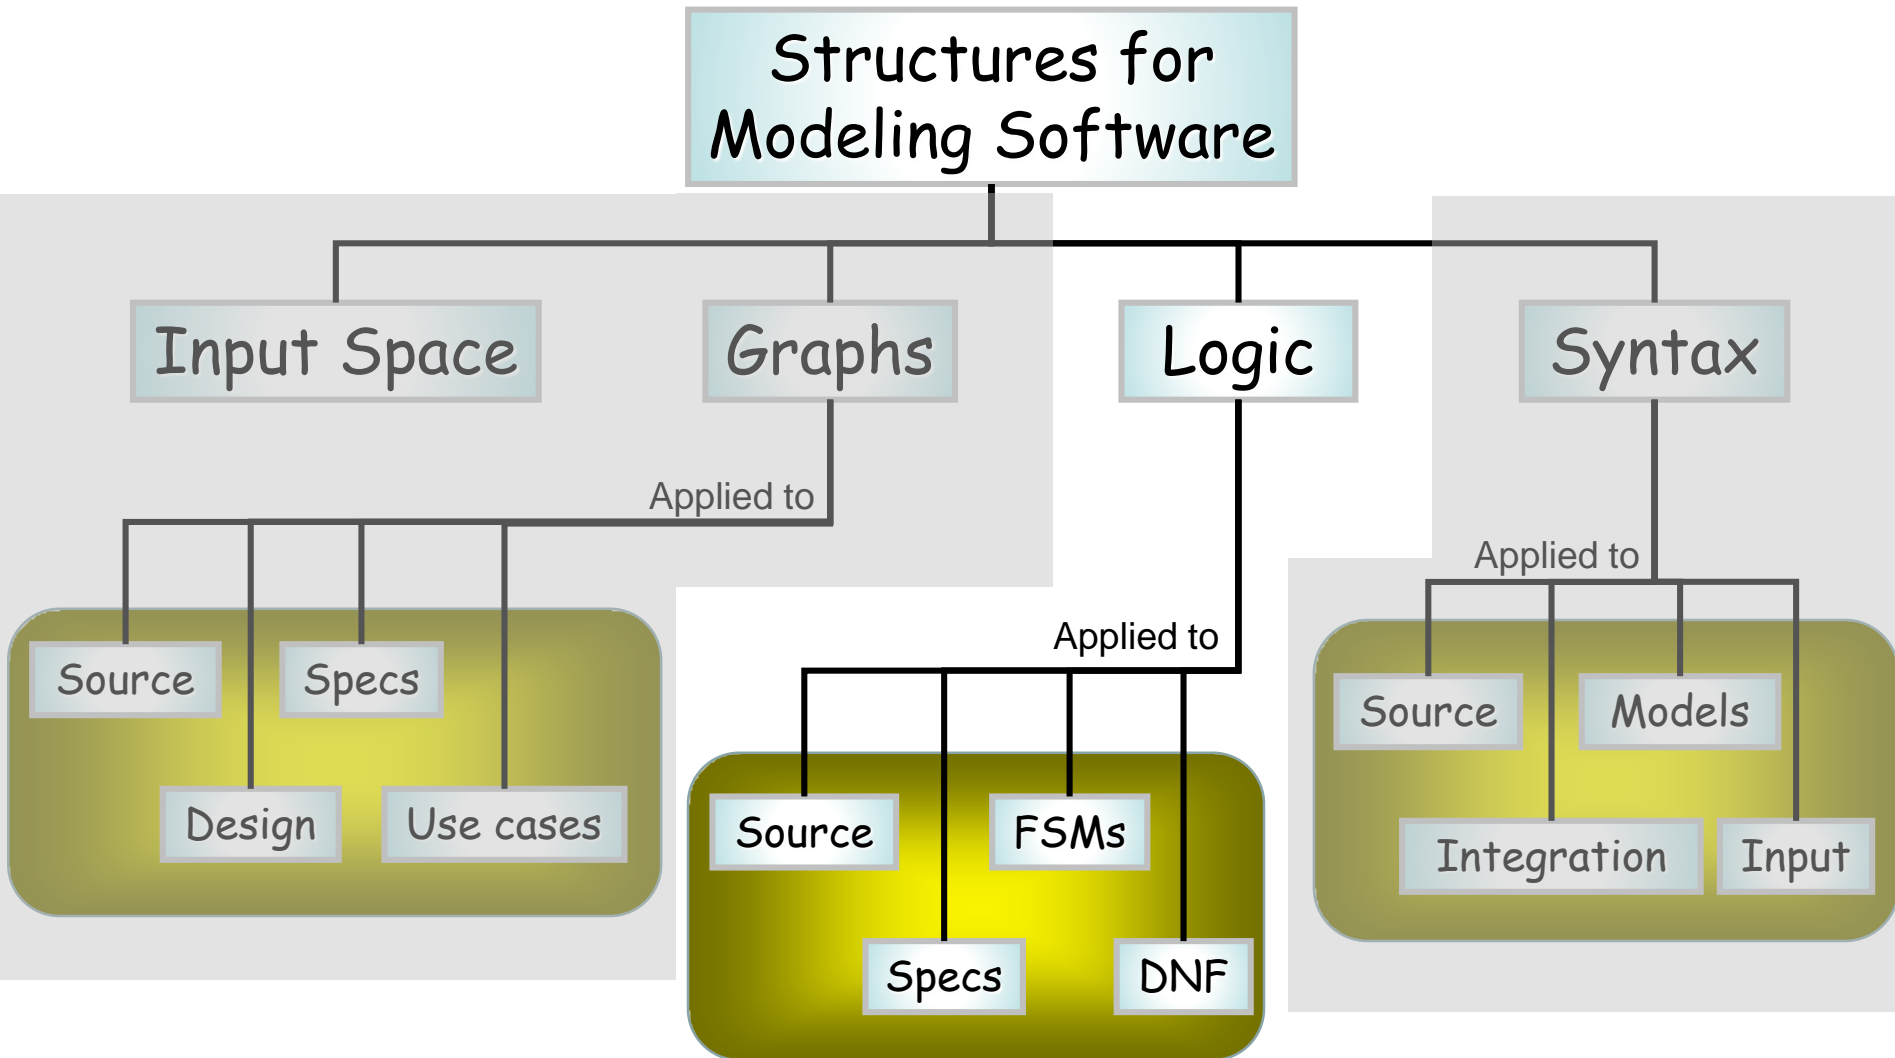 Structures for
Modeling Software
Input Space
Graphs
Logic
Syntax
Applied to
Source
Specs
Design
Use cases
Applied to
Source
FSMs
Specs
DNF
Applied to
Source
Models
Integration
Input